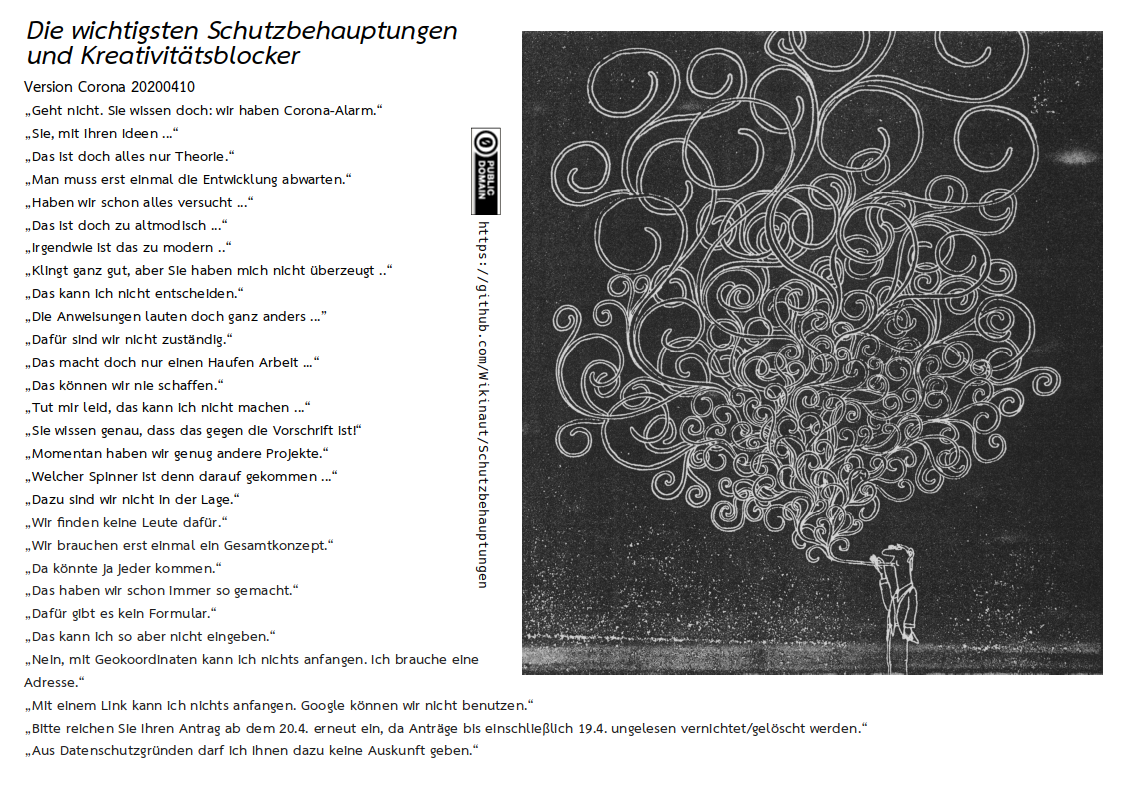 Die wichtigsten Schutzbehauptungen
und Kreativitätsblocker
Version Corona 20200410
„Geht nicht. Sie wissen doch: wir haben Corona-Alarm.“
„Sie, mit Ihren Ideen ...“
„Das ist doch alles nur Theorie.“
„Man muss erst einmal die Entwicklung abwarten.“
„Haben wir schon alles versucht ...“
„Das ist doch zu altmodisch ...“
„Irgendwie ist das zu modern ..“
„Klingt ganz gut, aber Sie haben mich nicht überzeugt ..“
„Das kann ich nicht entscheiden.“
„Die Anweisungen lauten doch ganz anders ...”
„Dafür sind wir nicht zuständig.“
„Das macht doch nur einen Haufen Arbeit ...“
„Das können wir nie schaffen.“
„Tut mir leid, das kann ich nicht machen ...“
„Sie wissen genau, dass das gegen die Vorschrift ist!“
„Momentan haben wir genug andere Projekte.“
„Welcher Spinner ist denn darauf gekommen ...“
„Dazu sind wir nicht in der Lage.“
„Wir finden keine Leute dafür.“
„Wir brauchen erst einmal ein Gesamtkonzept.“
„Da könnte ja jeder kommen.“
„Das haben wir schon immer so gemacht.“
„Dafür gibt es kein Formular.“
„Das kann ich so aber nicht eingeben.“
„Nein, mit Geokoordinaten kann ich nichts anfangen. Ich brauche eine
Adresse.“
„Mit einem Link kann ich nichts anfangen. Google können wir nicht benutzen.“
„Bitte reichen Sie Ihren Antrag ab dem 20.4. erneut ein, da Anträge bis einschließlich 19.4. ungelesen vernichtet/gelöscht werden.“
„Aus Datenschutzgründen darf ich Ihnen dazu keine Auskunft geben.“
PUBLIC
DOMAIN
https://github.com/Wikinaut/Schutzbehauptungen